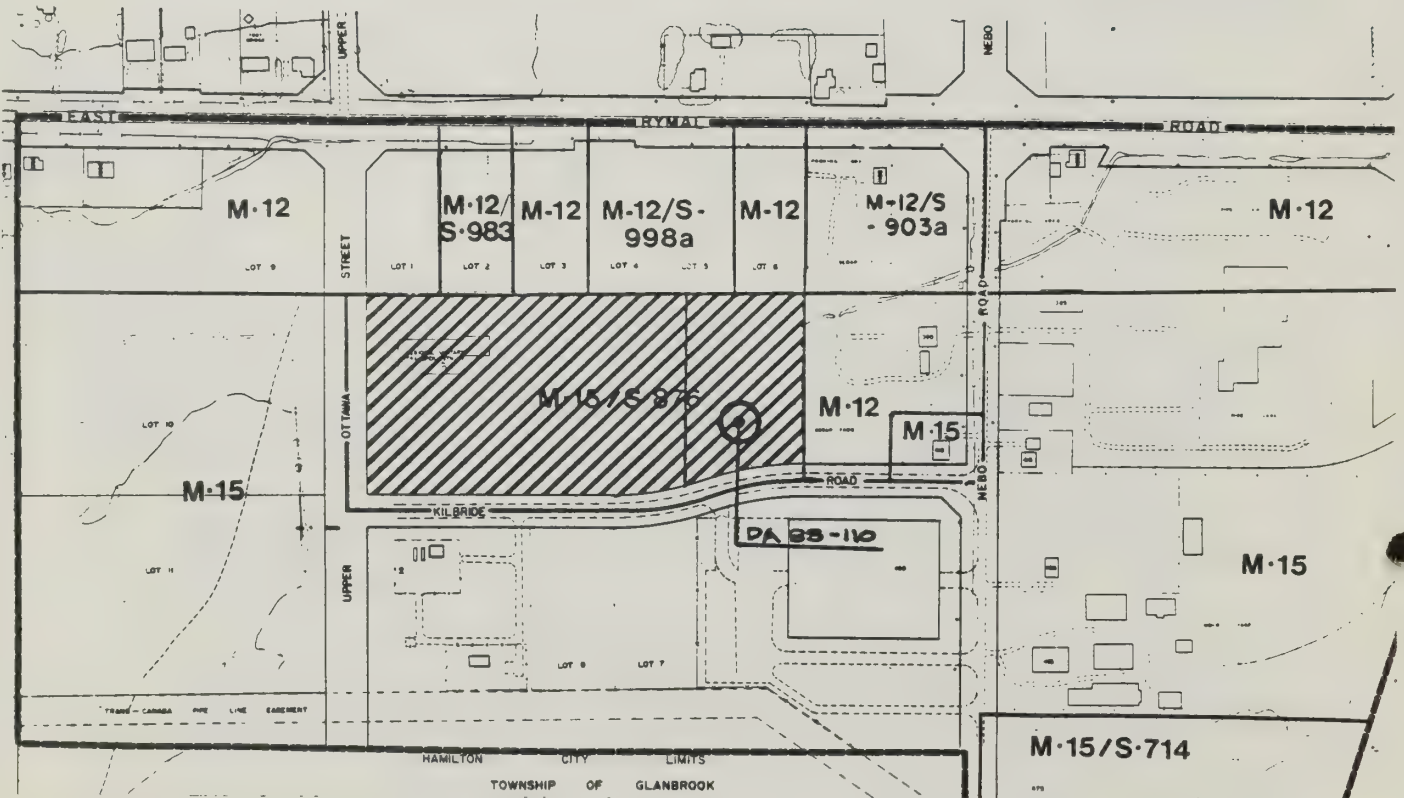 UPPER
NEBO
EAST
RYMAL
ROAD
M·12
M·12/
S·983
M-12
M-12/S-
998a
M-12
M-12/S
- 903a
M·12
LOT 9
STREET
LOT 1
LOT 2
LOT 3
LOT 4
LOT 5
LOT 6
ROAD
OTTAWA
M·15/S·876
M·12
M·15
LOT 10
M·15
KILBRIDE
ROAD
NEBO
DA 88-110
LOT 11
UPPER
M·15
LOT 8
LOT 7
TRANS-CANADA PIPE LINE EASEMENT
HAMILTON CITY LIMITS
TOWNSHIP OF GLANBROOK
M·15/S·714